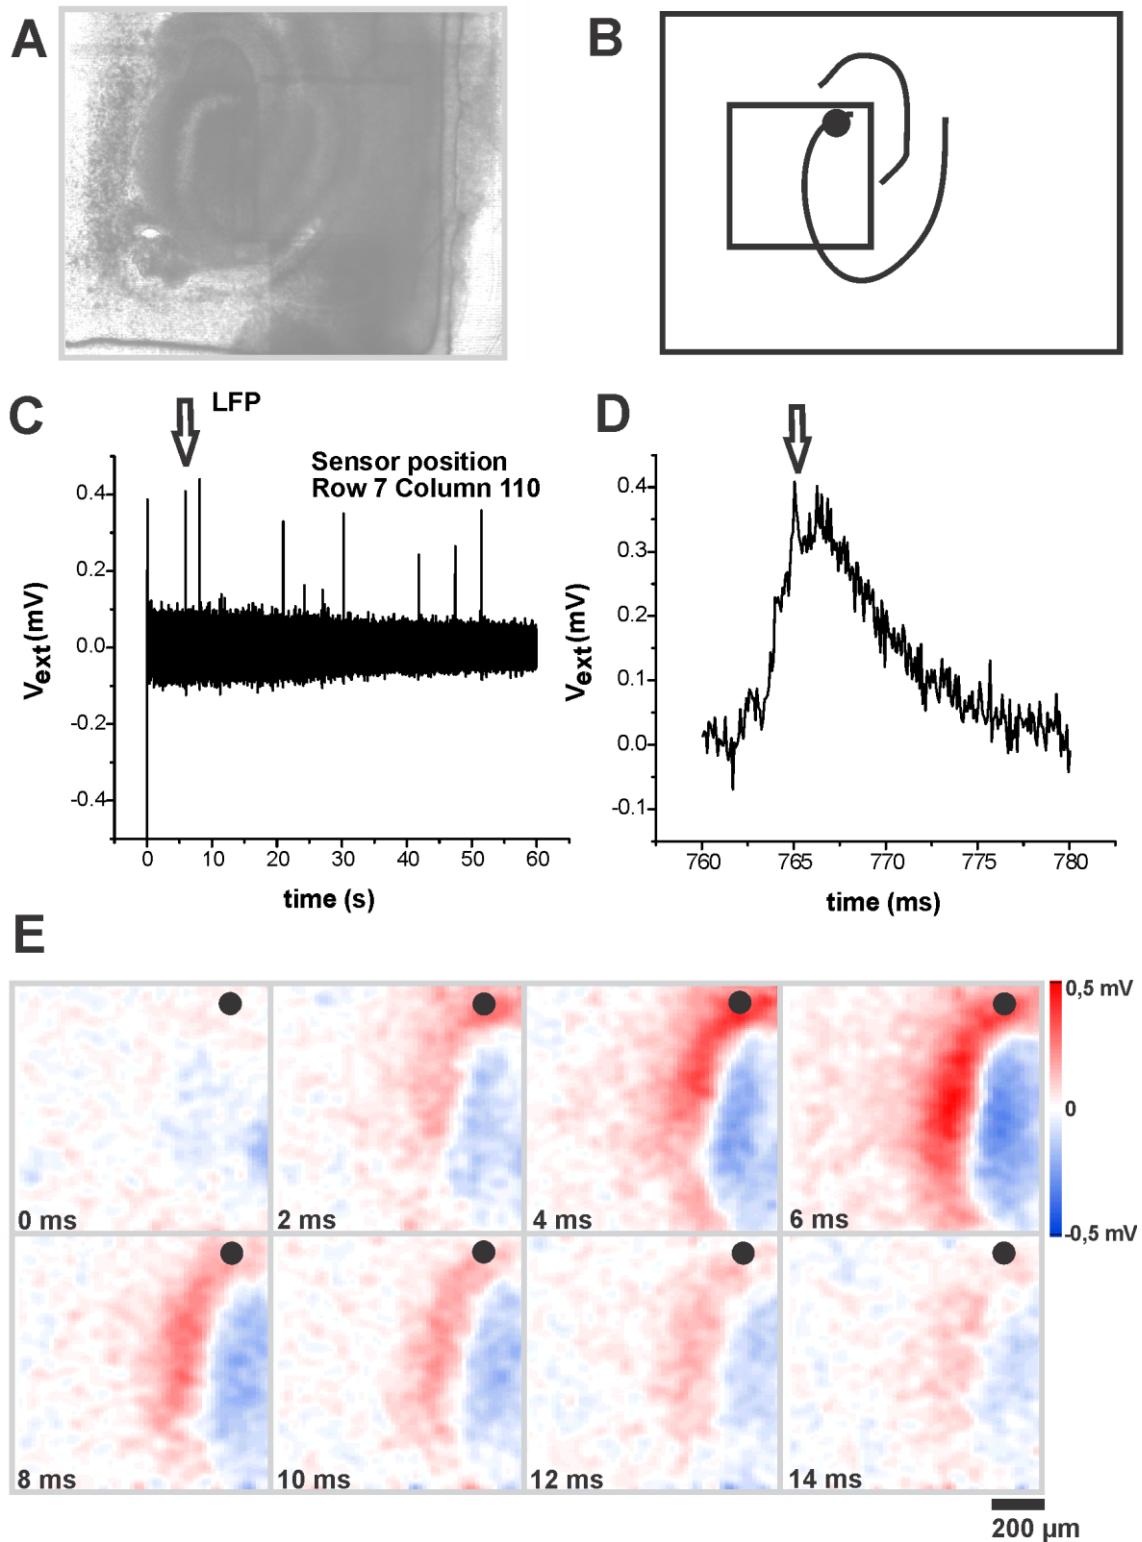 A
B
C
LFP
Sensor position
Row 7 Column 110
0.4
0.2
0.0
-0.2
-0.4
Vext(mV)
0 10 20 30 40 50 60
time (s)
D
0.4
0.3
0.2
0.1
0.0
-0.1
Vext(mV)
760 765 770 775 780
time (ms)
E
0 ms
2 ms
4 ms
6 ms
0,5 mV
0
-0,5 mV
8 ms
10 ms
12 ms
14 ms
200 µm